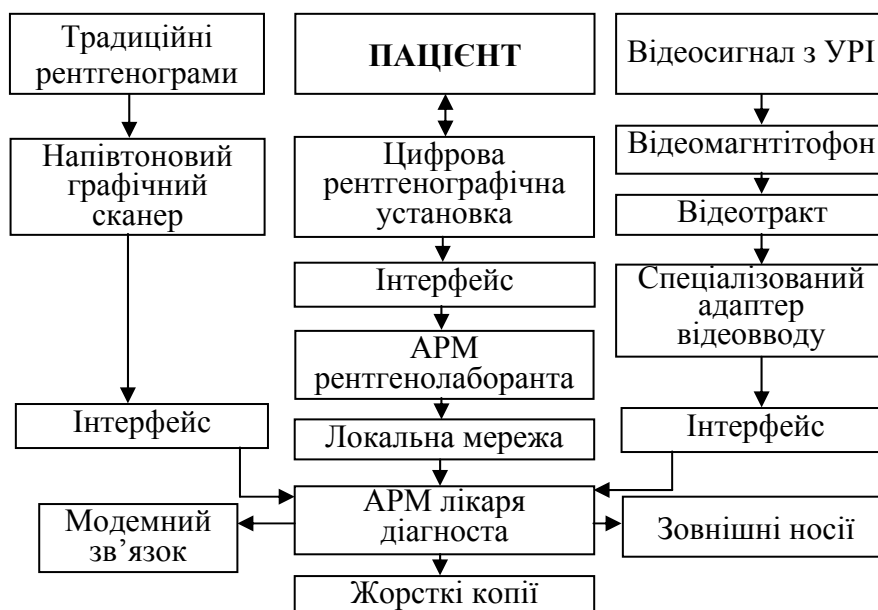 Традиційні
рентгенограми
Напівтоновий
графічний
сканер
Інтерфейс
ПАЦІЄНТ
Цифрова
рентгенографічна
установка
Інтерфейс
АРМ
рентгенолаборанта
Локальна мережа
Відеосигнал з УРІ
Відеомагнтітофон
Відеотракт
Спеціалізований
адаптер
відеовводу
Інтерфейс
АРМ лікаря
діагноста
Модемний
зв’язок
Зовнішні носії
Жорсткі копії